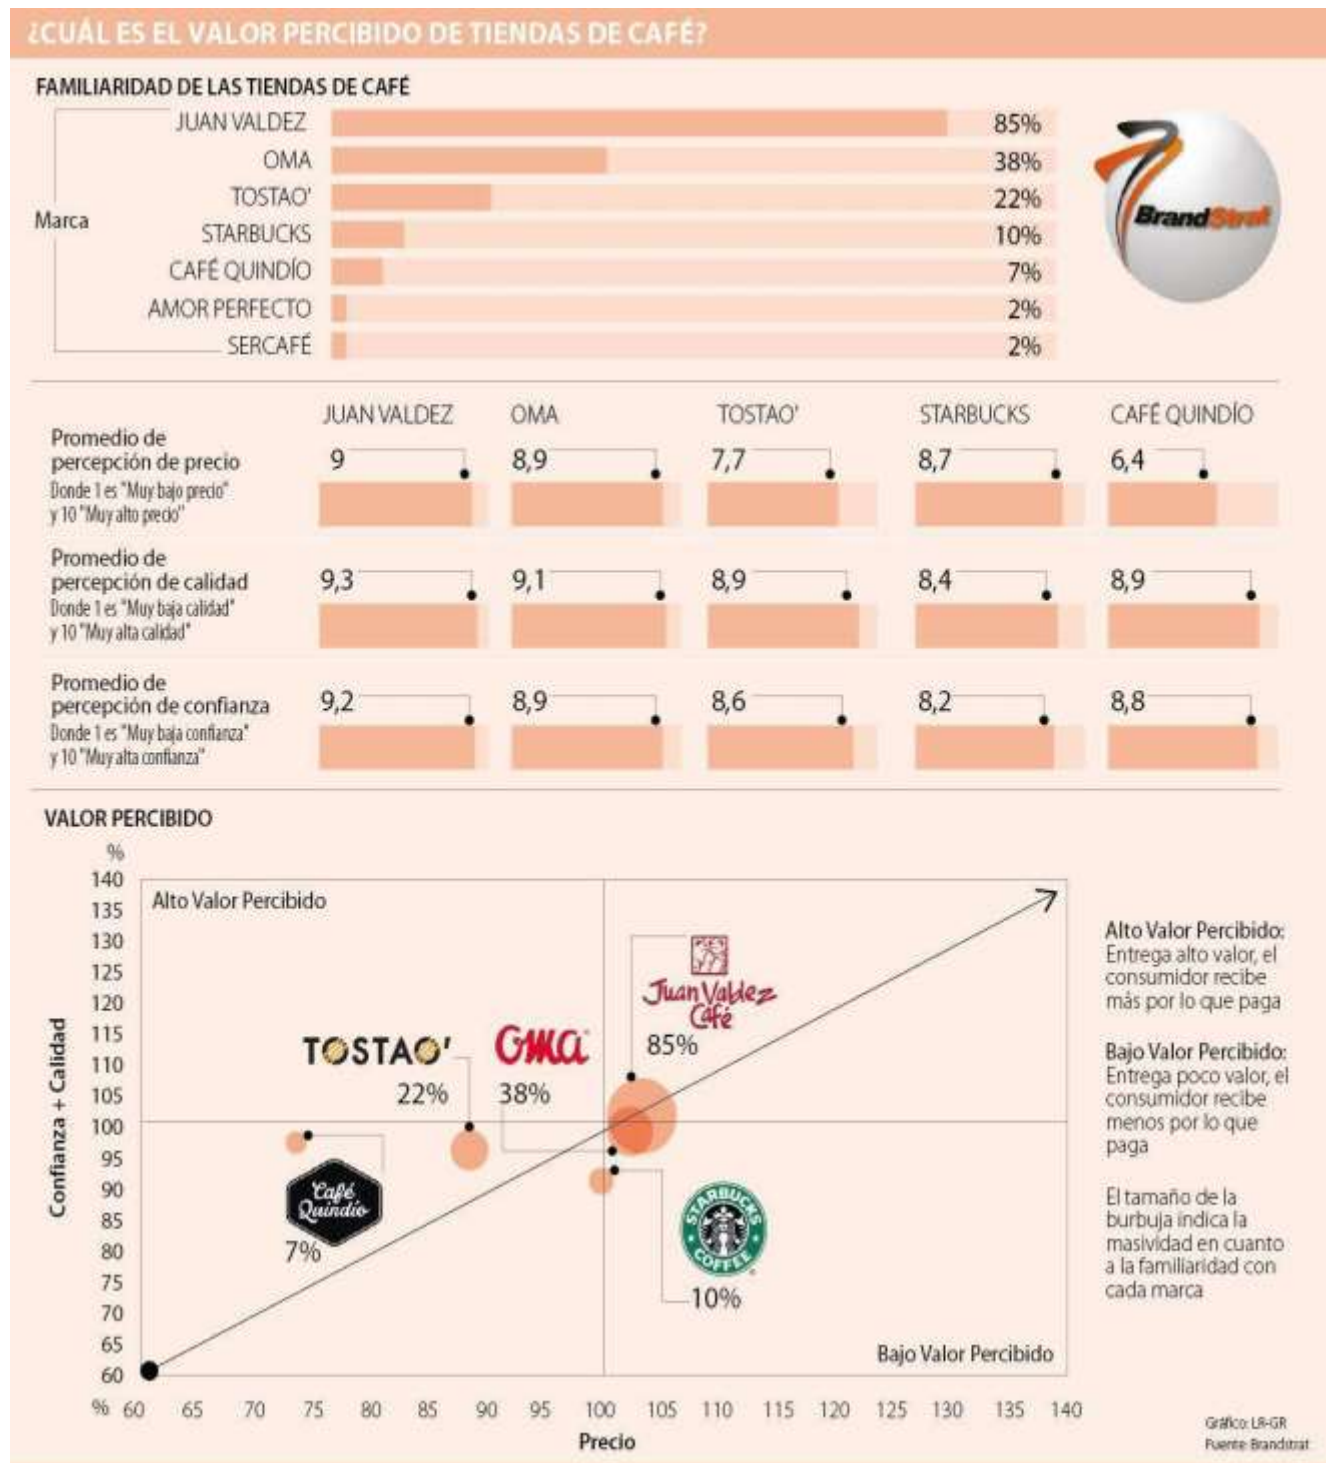 ¿CUÁL ES EL VALOR PERCIBIDO DE TIENDAS DE CAFÉ?
FAMILIARIDAD DE LAS TIENDAS DE CAFÉ
Marca
JUAN VALDEZ 85%
OMA 38%
TOSTAO' 22%
STARBUCKS 10%
CAFÉ QUINDÍO 7%
AMOR PERFECTO 2%
SERCAFÉ 2%
BrandStrat
JUAN VALDEZ OMA TOSTAO' STARBUCKS CAFÉ QUINDÍO
Promedio de
percepción de precio
Donde 1 es "Muy bajo precio"
y 10 "Muy alto precio"
9 8,9 7,7 8,7 6,4
Promedio de
percepción de calidad
Donde 1 es "Muy baja calidad"
y 10 "Muy alta calidad"
9,3 9,1 8,9 8,4 8,9
Promedio de
percepción de confianza
Donde 1 es "Muy baja confianza"
y 10 "Muy alta confianza"
9,2 8,9 8,6 8,2 8,8
VALOR PERCIBIDO
%
140
135
130
125
120
115
110
105
100
95
90
85
80
75
70
65
60
Confianza + Calidad
Alto Valor Percibido
Juan Valdez
Café
85%
TOSTAO'
22%
oma
38%
Café
Quindío
7%
STARBUCKS
COFFEE
10%
Bajo Valor Percibido
% 60 65 70 75 80 85 90 95 100 105 110 115 120 125 130 135 140
Precio
Alto Valor Percibido:
Entrega alto valor, el
consumidor recibe
más por lo que paga
Bajo Valor Percibido:
Entrega poco valor, el
consumidor recibe
menos por lo que
paga
El tamaño de la
burbuja indica la
masividad en cuanto
a la familiaridad con
cada marca
Gráfico: LR-GR
Fuente: Brandstrat